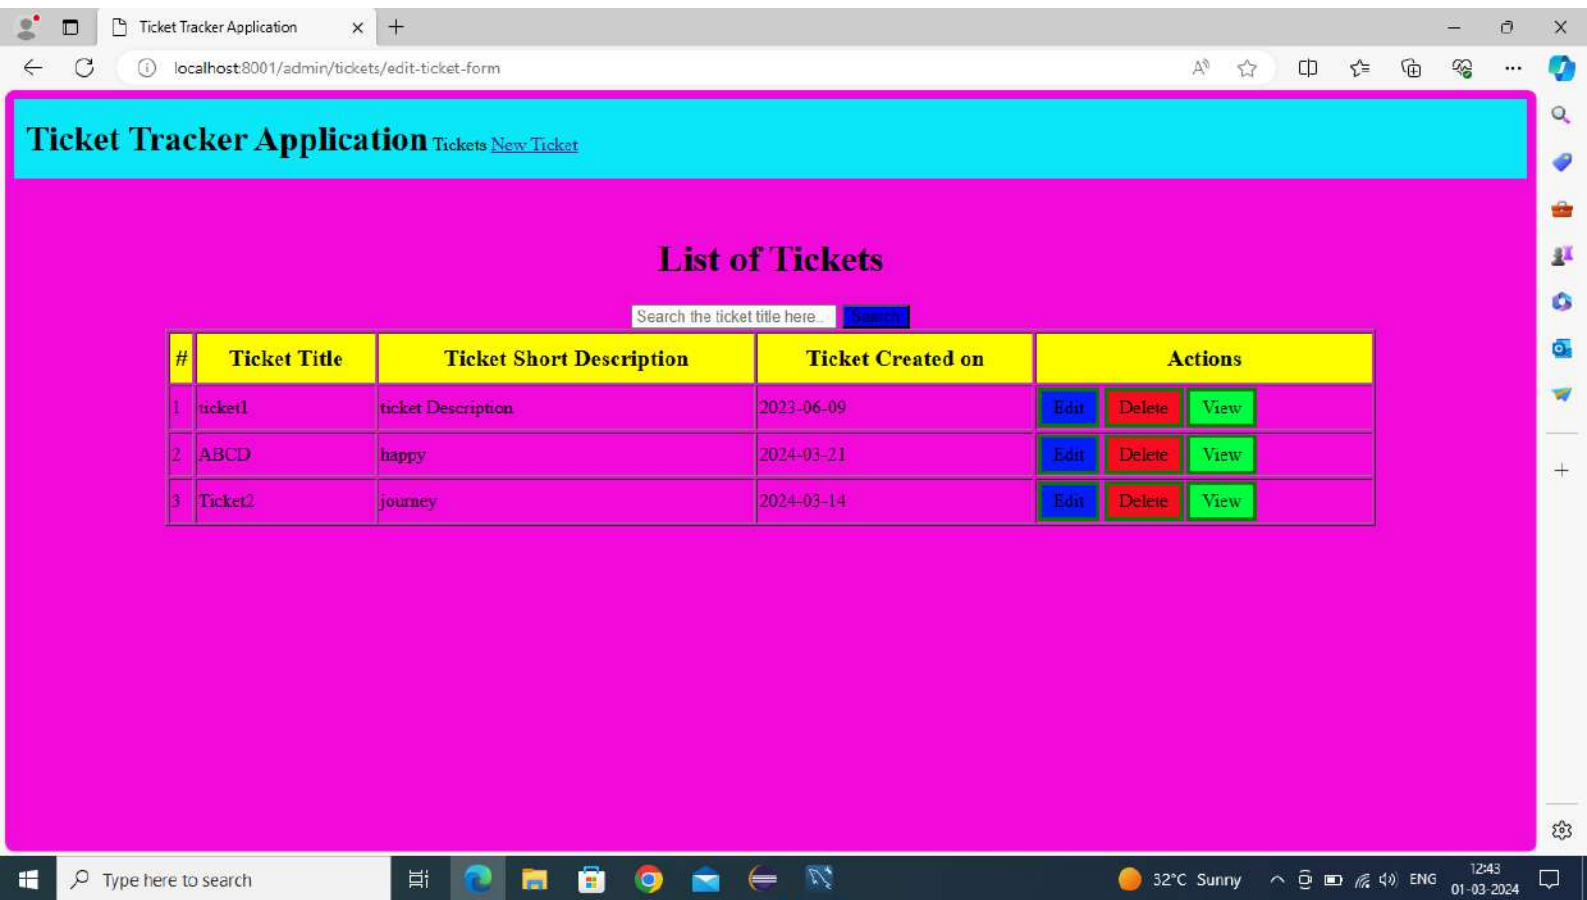 Ticket Tracker Application
localhost:8001/admin/tickets/edit-ticket-form
Ticket Tracker Application Tickets New Ticket
List of Tickets
Search the ticket title here.. Search
# Ticket Title Ticket Short Description Ticket Created on Actions
1 ticket1 ticket Description 2023-06-09 Edit Delete View
2 ABCD happy 2024-03-21 Edit Delete View
3 Ticket2 journey 2024-03-14 Edit Delete View
Type here to search 32°C Sunny ENG 12:43
01-03-2024